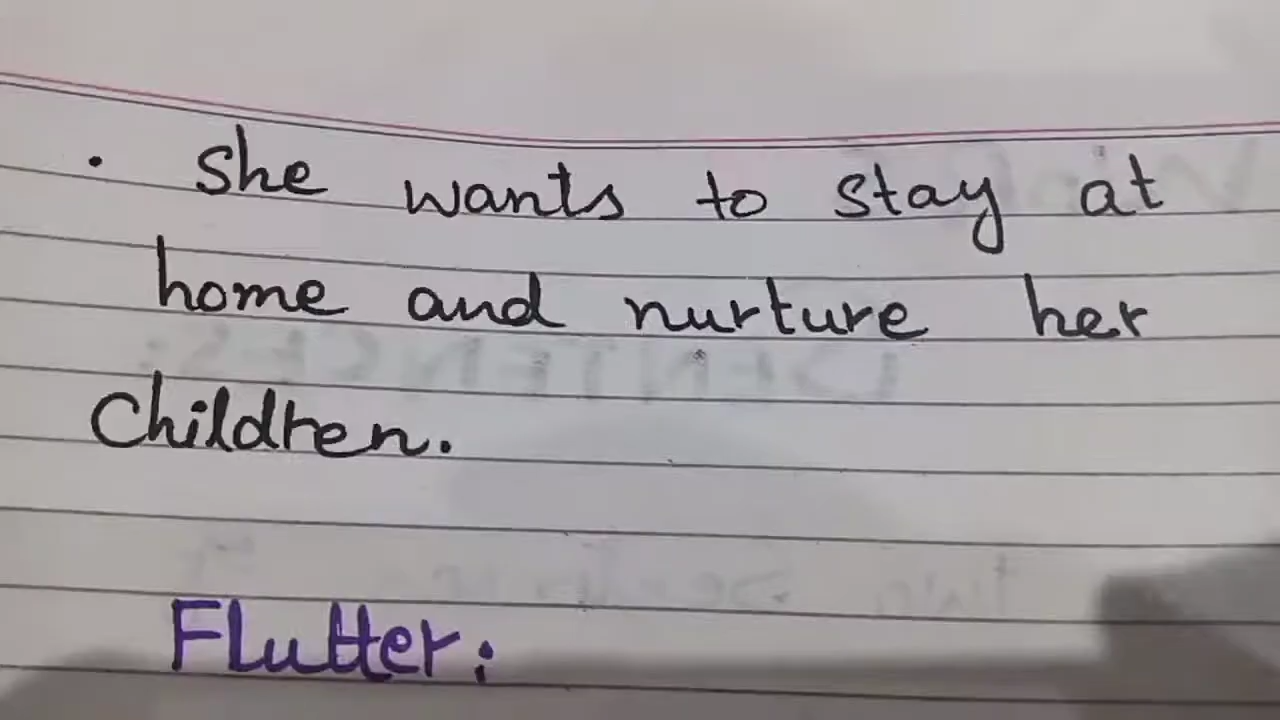 • She wants to stay at
home and nurture her
Children.
Flutter: